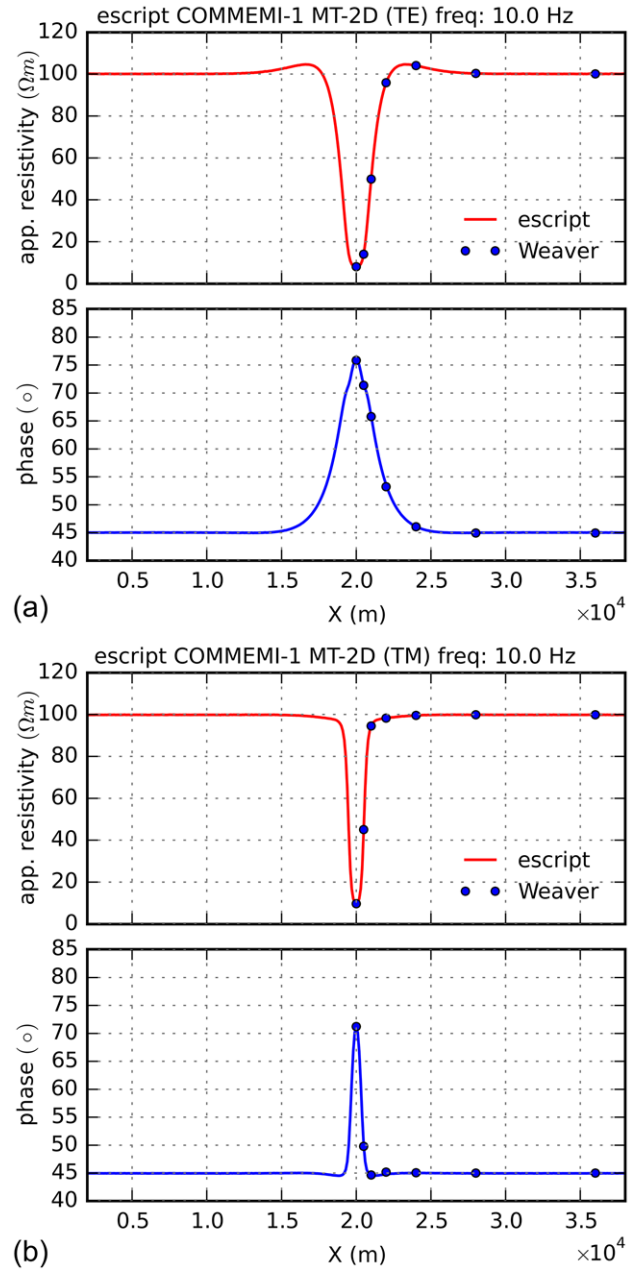 escript COMMEMI-1 MT-2D (TE) freq: 10.0 Hz
app. resistivity (Ωm)
120
100
80
60
40
20
0
escript
Weaver
phase (∘)
85
80
75
70
65
60
55
50
45
40
0.5 1.0 1.5 2.0 2.5 3.0 3.5
X (m)
×10⁴
(a)
escript COMMEMI-1 MT-2D (TM) freq: 10.0 Hz
app. resistivity (Ωm)
120
100
80
60
40
20
0
escript
Weaver
phase (∘)
85
80
75
70
65
60
55
50
45
40
0.5 1.0 1.5 2.0 2.5 3.0 3.5
X (m)
×10⁴
(b)